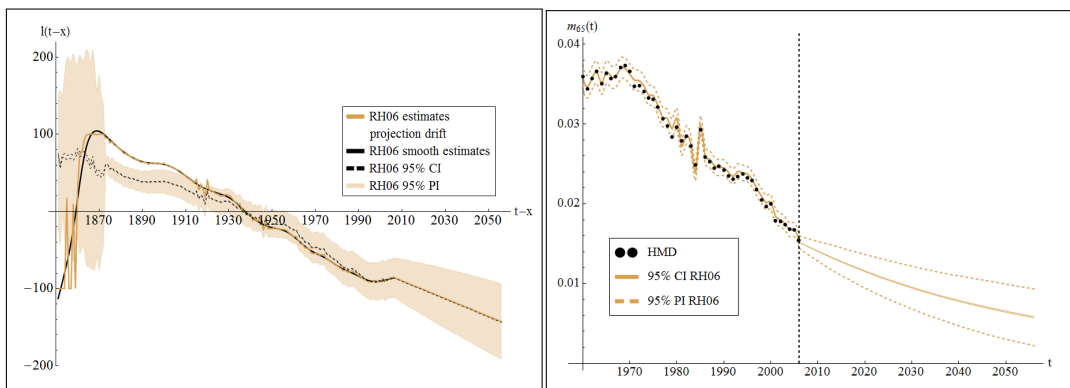 l(t−x)
200
100
−100
−200
1870
1890
1910
1930
1950
1970
1990
2010
2030
2050
t−x
RH06 estimates
projection drift
RH06 smooth estimates
RH06 95% CI
RH06 95% PI
m65(t)
0.04
0.03
0.02
0.01
1970
1980
1990
2000
2010
2020
2030
2040
2050
t
HMD
95% CI RH06
95% PI RH06